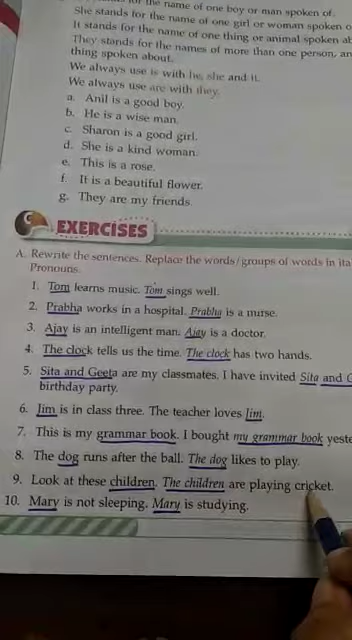 for the name of one boy or man spoken of.
She stands for the name of one girl or woman spoken
It stands for the name of one thing or animal spoken
They stands for the names of more than one person,
thing spoken about.
We always use is with he, she and it.
We always use are with they.
a. Anil is a good boy.
b. He is a wise man.
c. Sharon is a good girl.
d. She is a kind woman.
e. This is a rose.
f. It is a beautiful flower.
g. They are my friends.
EXERCISES
A. Rewrite the sentences. Replace the words/groups of words in
Pronouns.
1. Tom learns music. Tom sings well.
2. Prabha works in a hospital. Prabha is a nurse.
3. Ajay is an intelligent man. Ajay is a doctor.
4. The clock tells us the time. The clock has two hands.
5. Sita and Geeta are my classmates. I have invited Sita and
birthday party.
6. Jim is in class three. The teacher loves Jim.
7. This is my grammar book. I bought my grammar book
8. The dog runs after the ball. The dog likes to play.
9. Look at these children. The children are playing cricket.
10. Mary is not sleeping. Mary is studying.